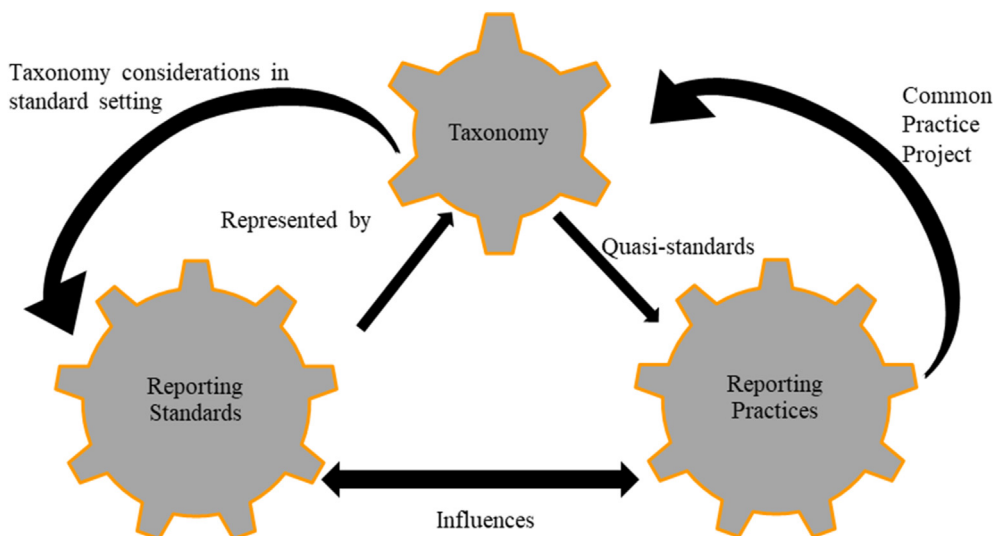 Taxonomy considerations in
standard setting
Taxonomy
Common
Practice
Project
Represented by
Quasi-standards
Reporting
Standards
Reporting
Practices
Influences